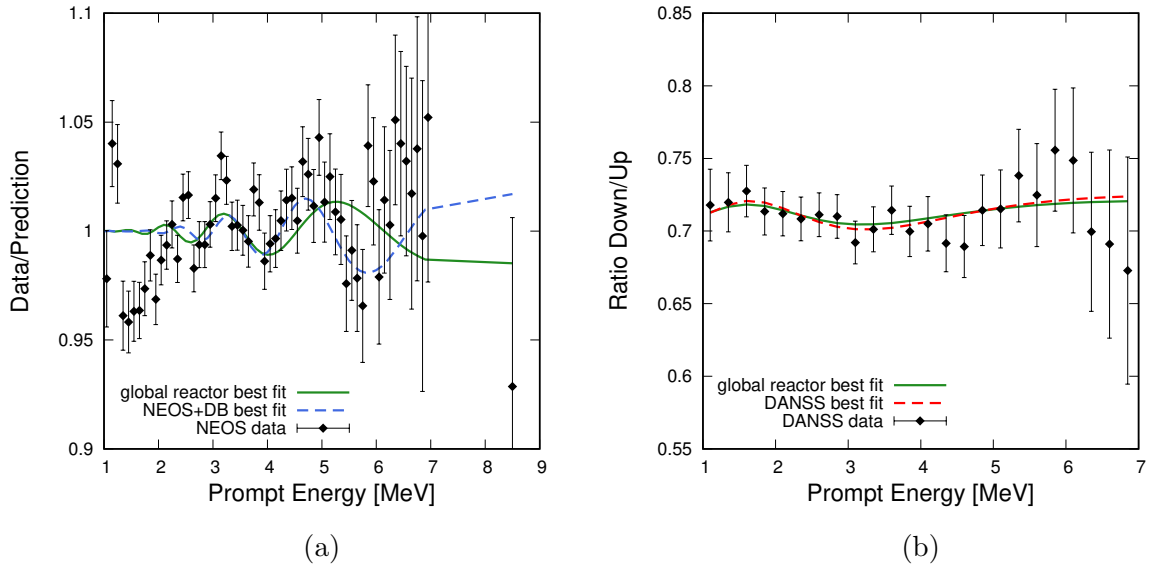 1.1
1.05
1
0.95
0.9
Data/Prediction
global reactor best fit
NEOS+DB best fit
NEOS data
1 2 3 4 5 6 7 8 9
Prompt Energy [MeV]
(a)
0.85
0.8
0.75
0.7
0.65
0.6
0.55
Ratio Down/Up
global reactor best fit
DANSS best fit
DANSS data
1 2 3 4 5 6 7
Prompt Energy [MeV]
(b)